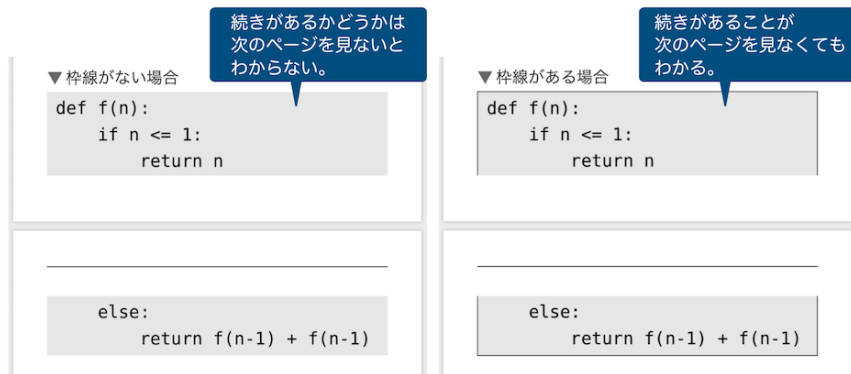 続きがあるかどうかは
次のページを見ないと
わからない。
▼枠線がない場合
def f(n):
    if n <= 1:
        return n
    else:
        return f(n-1) + f(n-1)
続きがあることが
次のページを見なくても
わかる。
▼枠線がある場合
def f(n):
    if n <= 1:
        return n
    else:
        return f(n-1) + f(n-1)